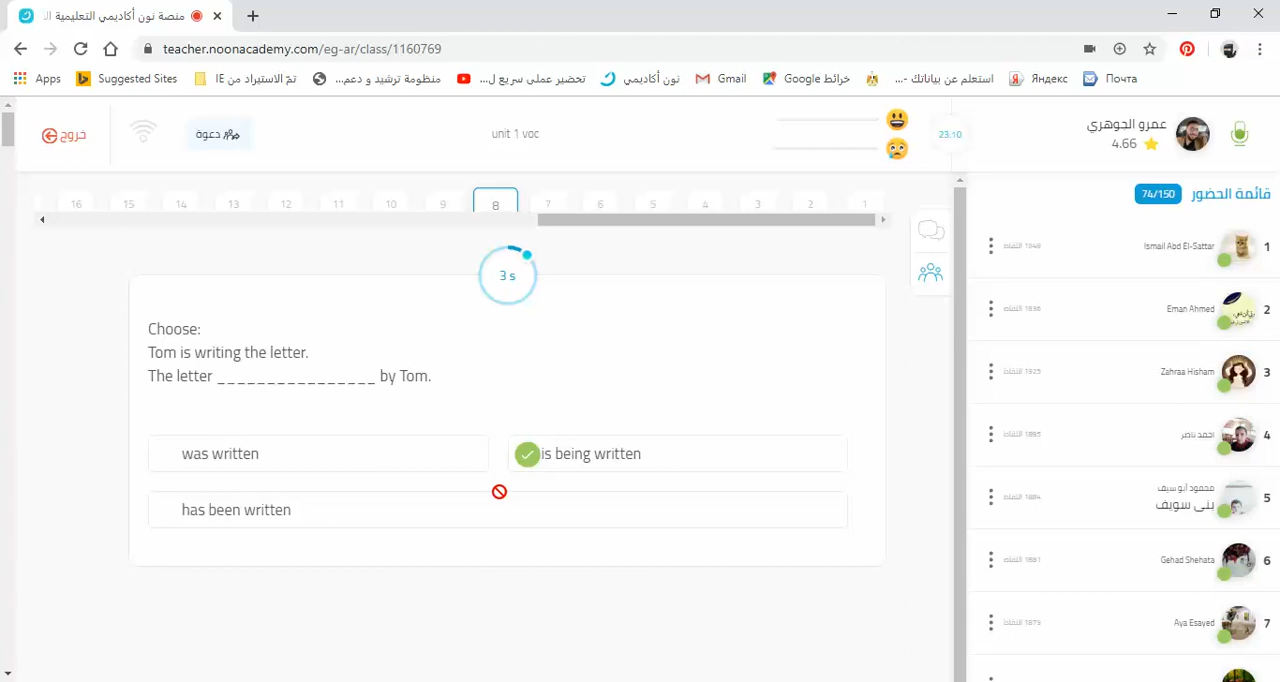 منصة نون أكاديمي التعليمية ال
teacher.noonacademy.com/eg-ar/class/1160769
Apps
Suggested Sites
تمّ الاستيراد من IE
منظومة ترشيد و دعم...
تحضير عملى سريع ل...
نون أكاديمي
Gmail
خرائط Google
استعلم عن بياناتك -...
Яндекс
Почта
خروج
دعوة
unit 1 voc
23:10
عمرو الجوهري
4.66
16 15 14 13 12 11 10 9 8 7 6 5 4 3 2 1
قائمة الحضور 74/150
3 s
Choose:
Tom is writing the letter.
The letter ________________ by Tom.
was written
is being written
has been written
1 Ismail Abd El-Sattar
2 Eman Ahmed
3 Zahraa Hisham
4 احمد ناصر
5 محمود أبو سيف
بنى سويف
6 Gehad Shehata
7 Aya Esayed